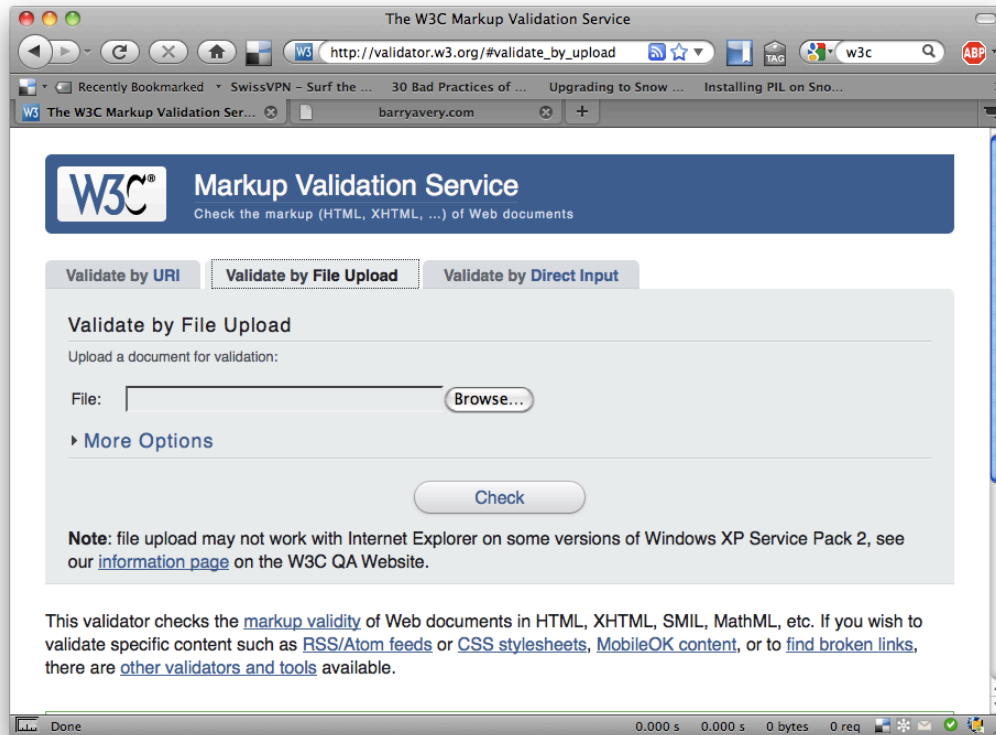 The W3C Markup Validation Service
W3 http://validator.w3.org/#validate_by_upload TAG w3c ABP
Recently Bookmarked SwissVPN – Surf the ... 30 Bad Practices of ... Upgrading to Snow ... Installing PIL on Sno...
W3 The W3C Markup Validation Ser... barryavery.com +
W3C® Markup Validation Service
Check the markup (HTML, XHTML, ...) of Web documents
Validate by URI Validate by File Upload Validate by Direct Input
Validate by File Upload
Upload a document for validation:
File: Browse...
More Options
Check
Note: file upload may not work with Internet Explorer on some versions of Windows XP Service Pack 2, see
our information page on the W3C QA Website.
This validator checks the markup validity of Web documents in HTML, XHTML, SMIL, MathML, etc. If you wish to
validate specific content such as RSS/Atom feeds or CSS stylesheets, MobileOK content, or to find broken links,
there are other validators and tools available.
Done 0.000 s 0.000 s 0 bytes 0 req